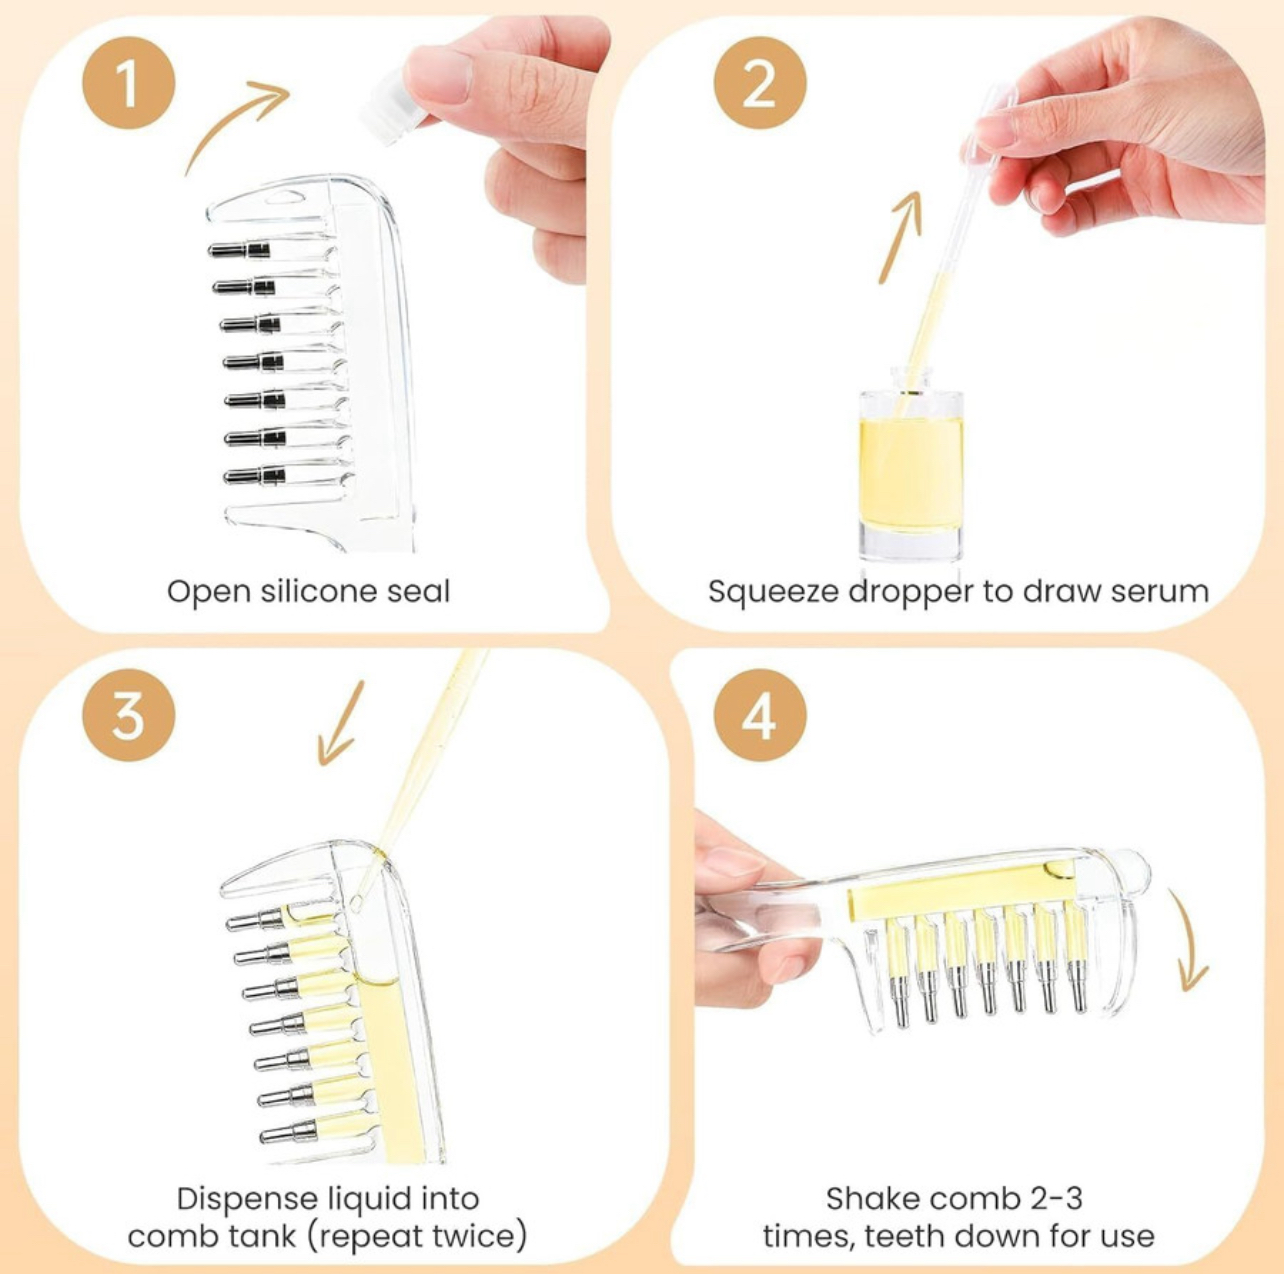 1
Open silicone seal
2
Squeeze dropper to draw serum
3
Dispense liquid into
comb tank (repeat twice)
4
Shake comb 2-3
times, teeth down for use